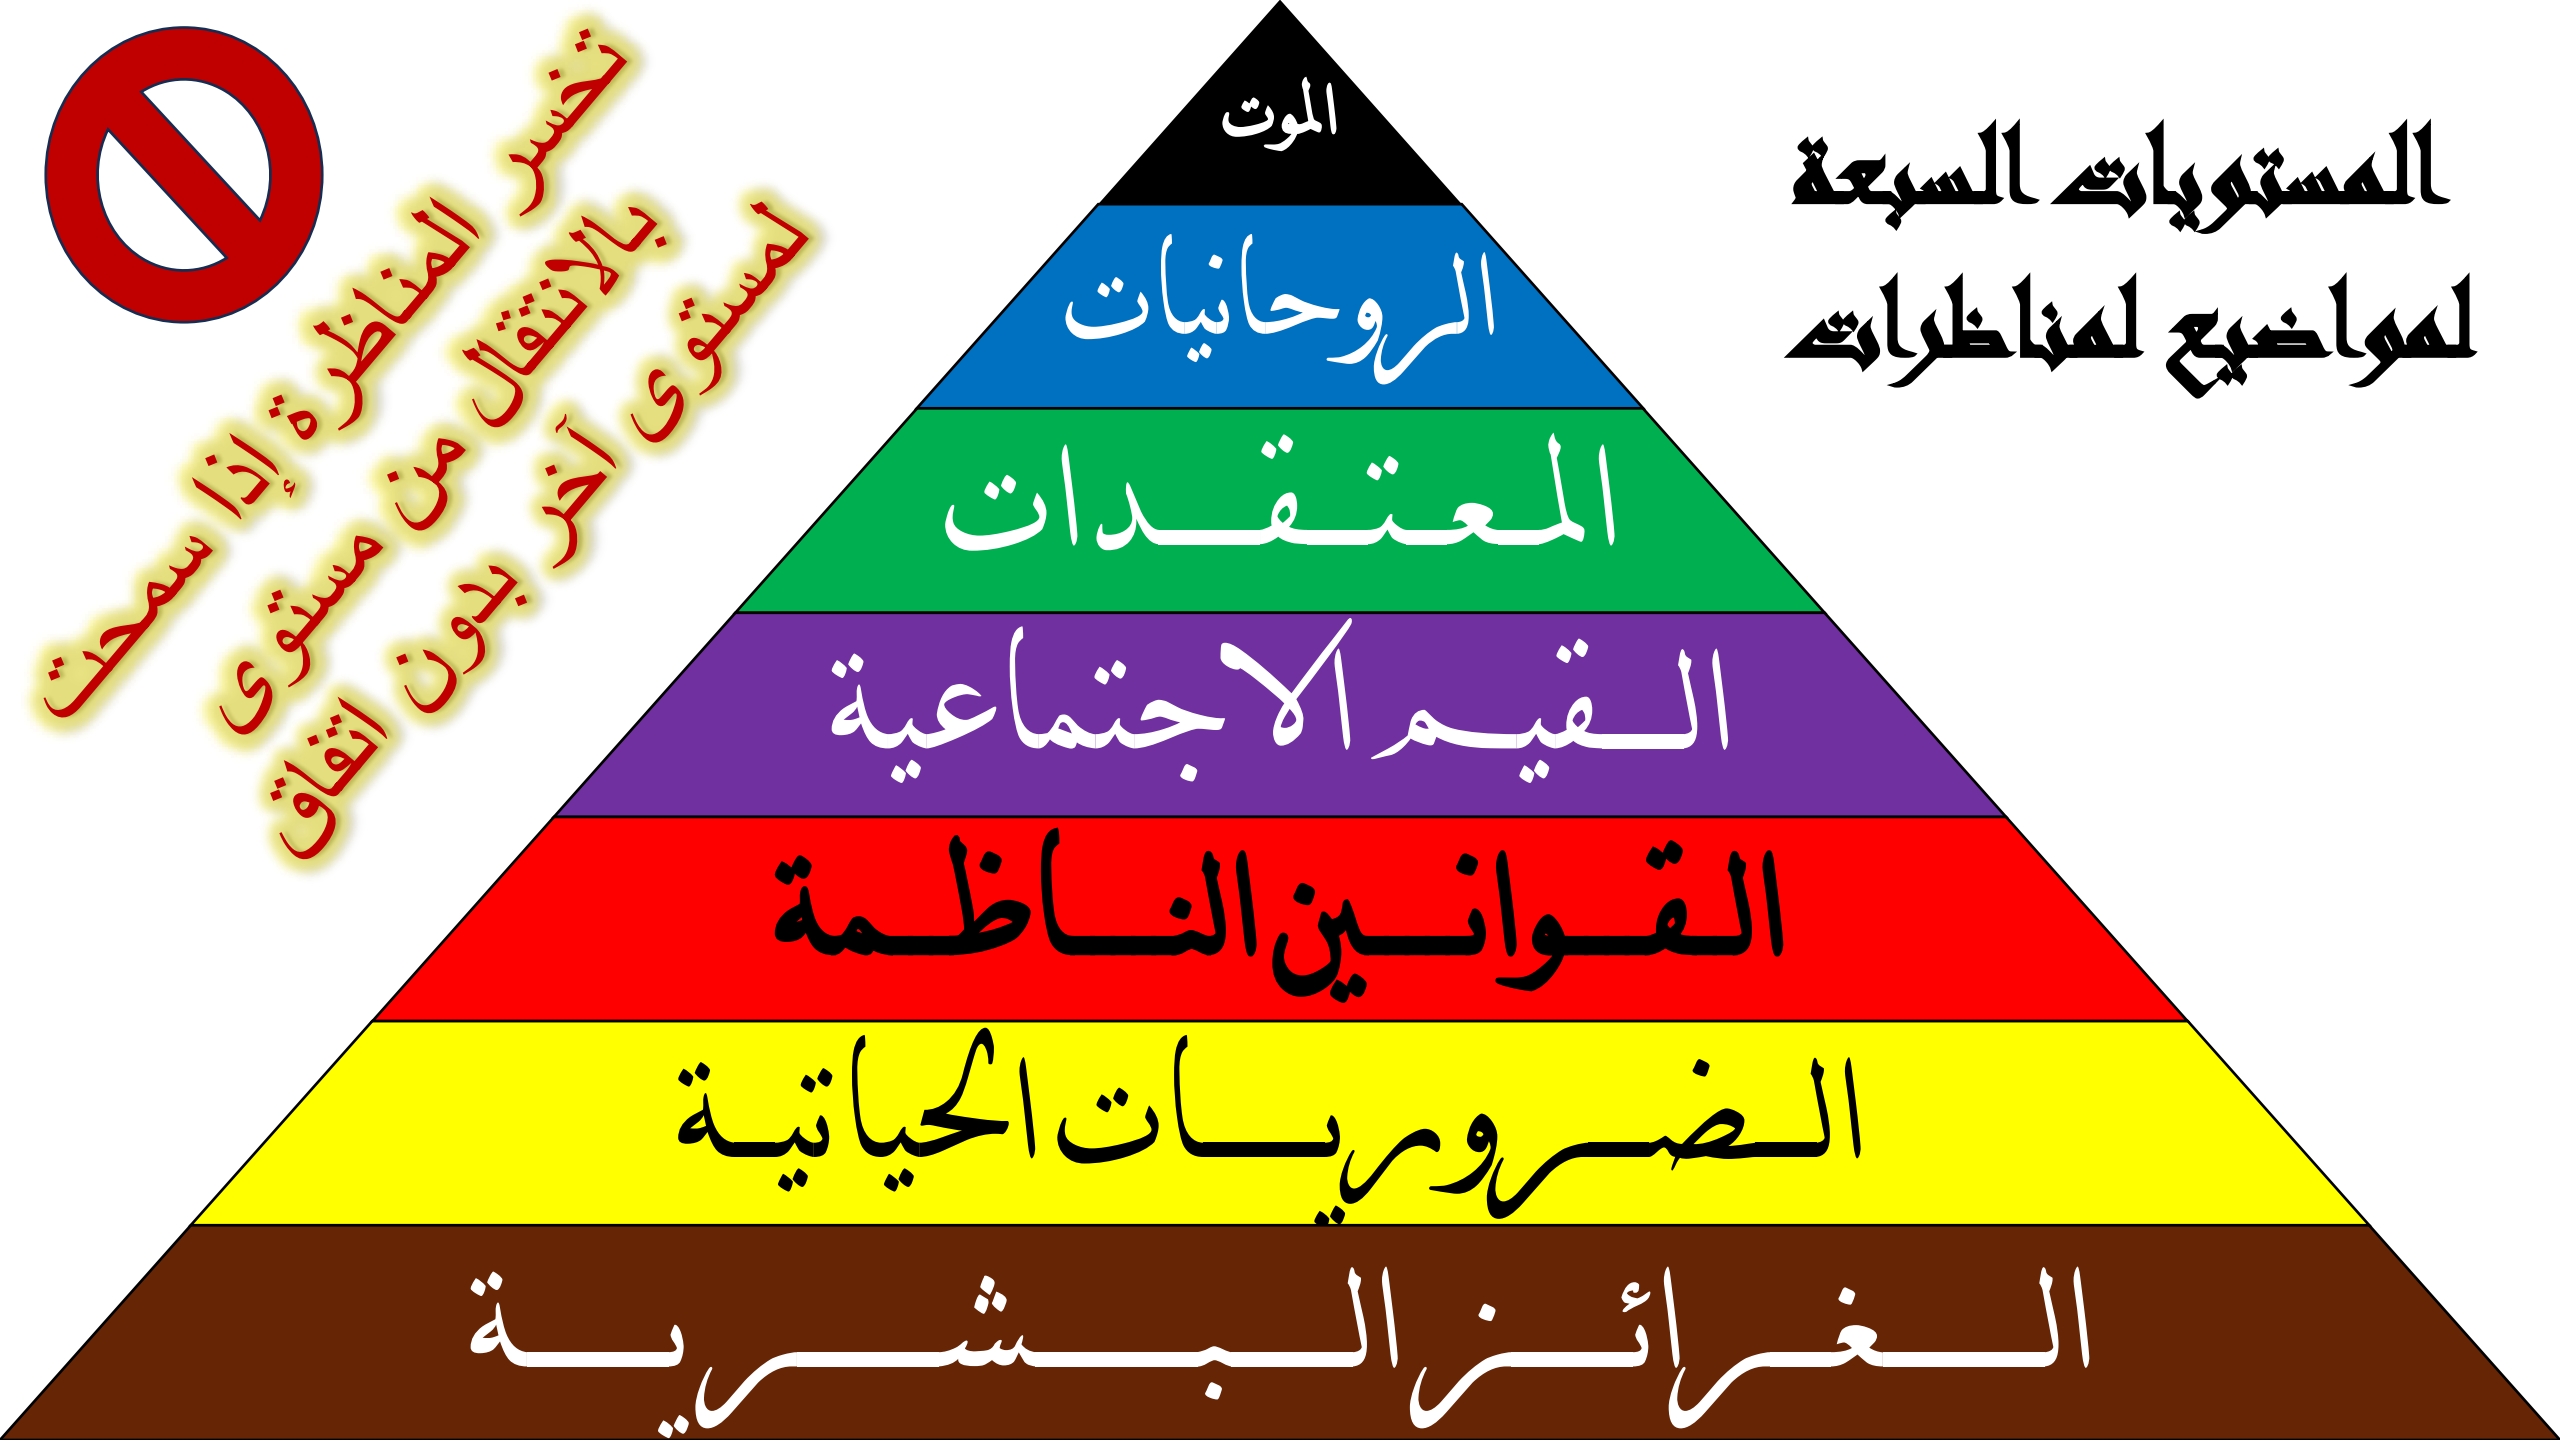 المستويات السبعة
لمواضيع لمناظرات
تخسر المناظرة إذا سمحت
بالانتقال من مستوى
لمستوى آخر بدون اتفاق
الموت
الروحانيات
المعتقدات
القيم الاجتماعية
القوانين الناظمة
الضروريات الحياتية
الغرائز البشرية